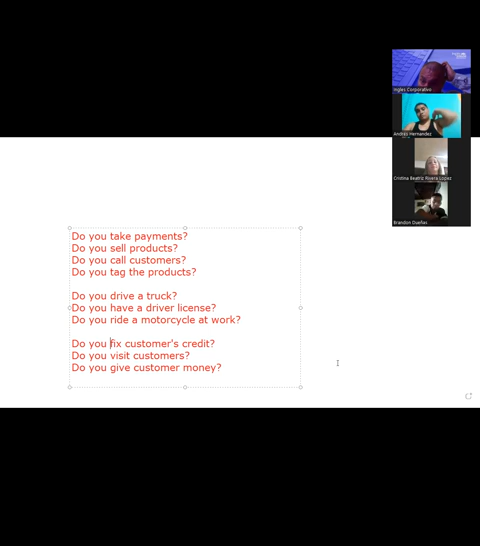 Ingles Corporativo
Andres Hernandez
Cristina Beatriz Rivera Lopez
Brandon Dueñas
Do you take payments?
Do you sell products?
Do you call customers?
Do you tag the products?
Do you drive a truck?
Do you have a driver license?
Do you ride a motorcycle at work?
Do you fix customer's credit?
Do you visit customers?
Do you give customer money?